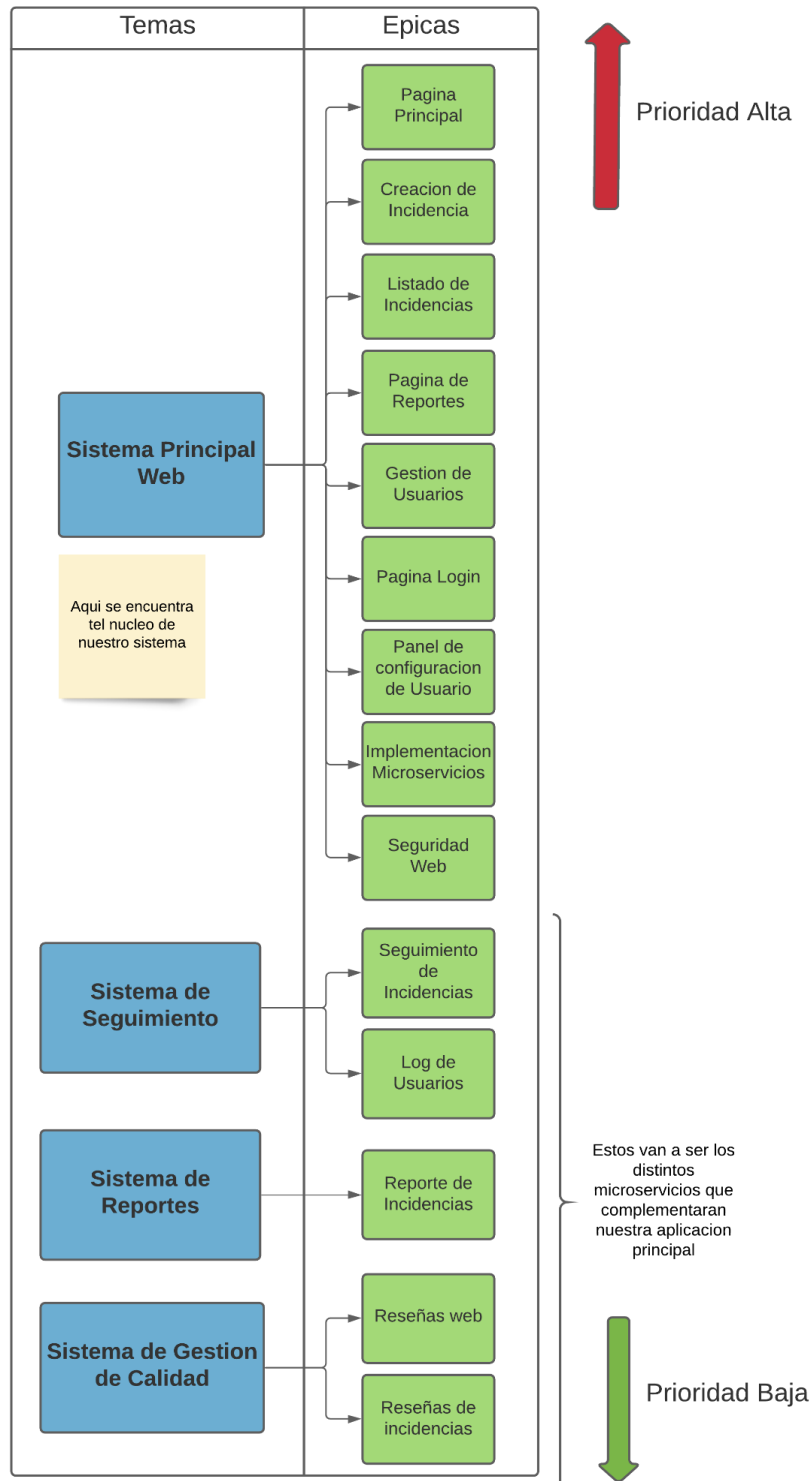 Temas
Epicas
Pagina
Principal
Prioridad Alta
Creacion de
Incidencia
Listado de
Incidencias
Pagina de
Reportes
Sistema Principal
Web
Gestion de
Usuarios
Pagina Login
Aqui se encuentra
tel nucleo de
nuestro sistema
Panel de
configuracion
de Usuario
Implementacion
Microservicios
Seguridad
Web
Sistema de
Seguimiento
Seguimiento
de
Incidencias
Log de
Usuarios
Sistema de
Reportes
Reporte de
Incidencias
Estos van a ser los
distintos
microservicios que
complementaran
nuestra aplicacion
principal
Sistema de Gestion
de Calidad
Reseñas web
Reseñas de
incidencias
Prioridad Baja